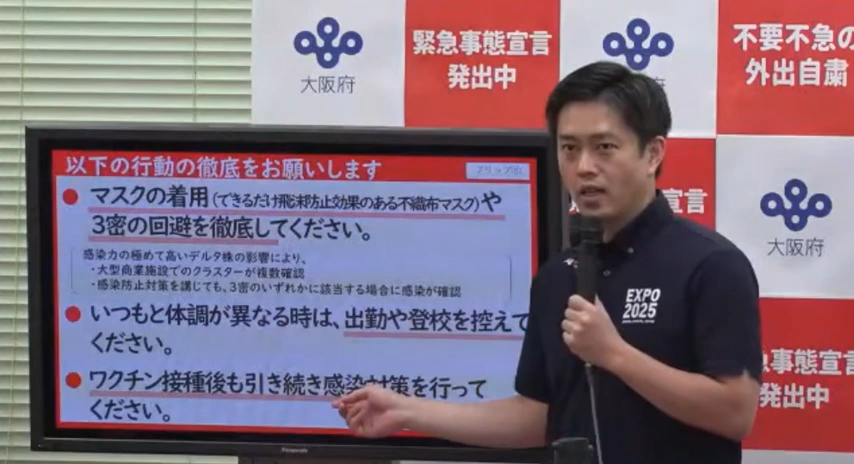 大阪府
緊急事態宣言
発出中
不要不急の
外出自粛
以下の行動の徹底をお願いします
マスクの着用(できるだけ飛沫防止効果のある不織布マスク)や
3密の回避を徹底してください。
感染力の極めて高いデルタ株の影響により、
・大型商業施設でのクラスターが複数確認
・感染防止対策を講じても、3密のいずれかに該当する場合に感染が確認
いつもと体調が異なる時は、出勤や登校を控えて
ください。
ワクチン接種後も引き続き感染対策を行って
ください。
Panasonic
EXPO
2025
宣言
大阪府
急事態宣言
発出中